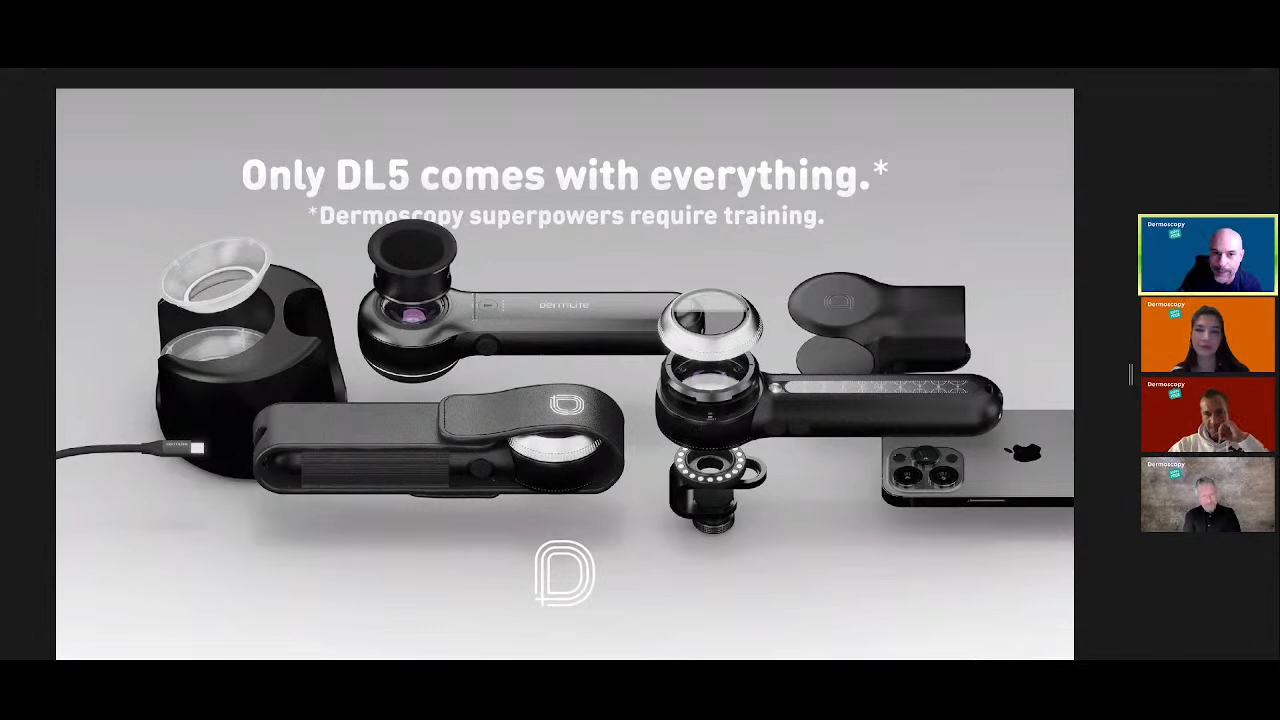 Only DL5 comes with everything.*
*Dermoscopy superpowers require training.
DERMLITE
Dermoscopy
Dermoscopy
Dermoscopy
Dermoscopy